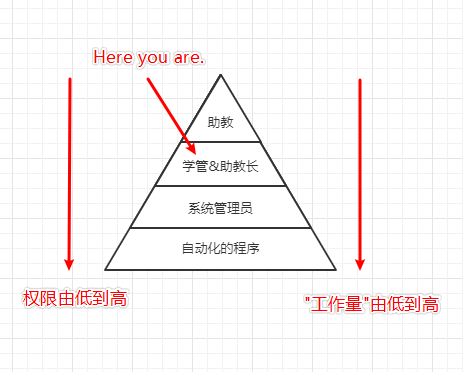 Here you are.
助教
学管&助教长
系统管理员
自动化的程序
权限由低到高
"工作量"由低到高